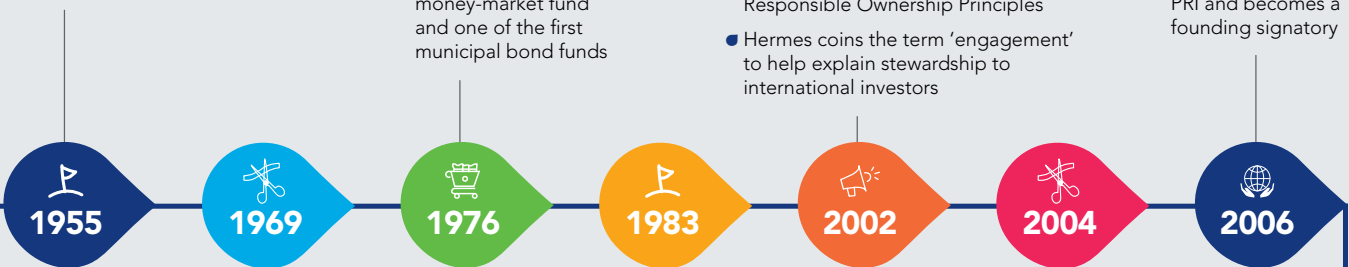 money-market fund
and one of the first
municipal bond funds
Responsible Ownership Principles
Hermes coins the term ‘engagement’
to help explain stewardship to
international investors
PRI and becomes a
founding signatory
1955
1969
1976
1983
2002
2004
2006